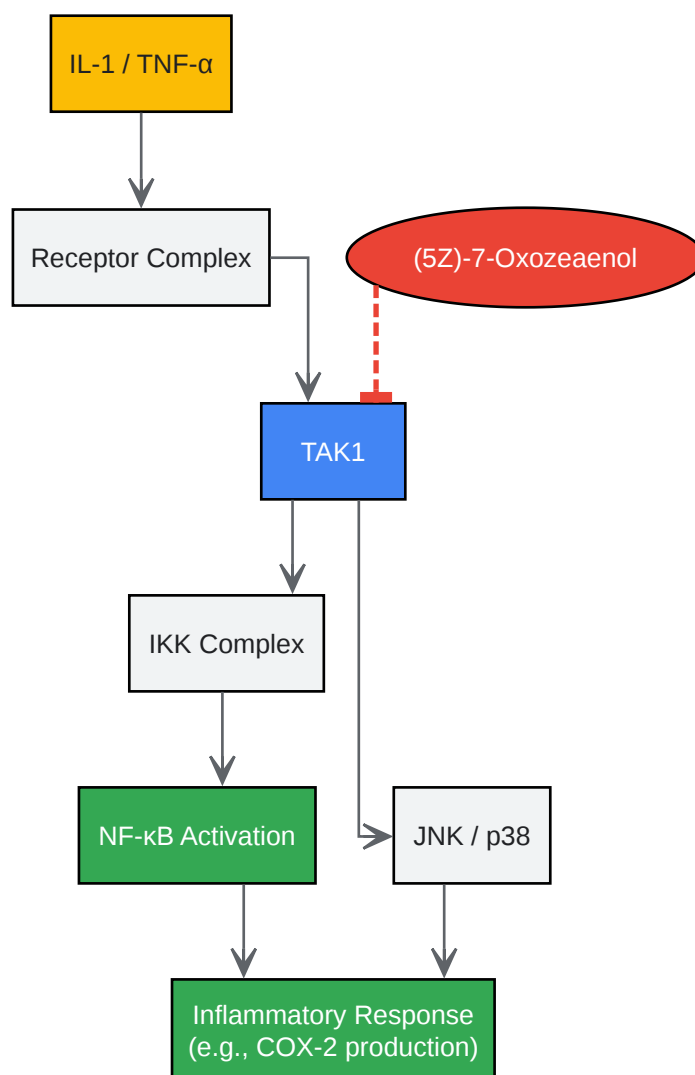 IL-1 / TNF-α
Receptor Complex
(5Z)-7-Oxozeaenol
TAK1
IKK Complex
NF-κB Activation
JNK / p38
Inflammatory Response
(e.g., COX-2 production)